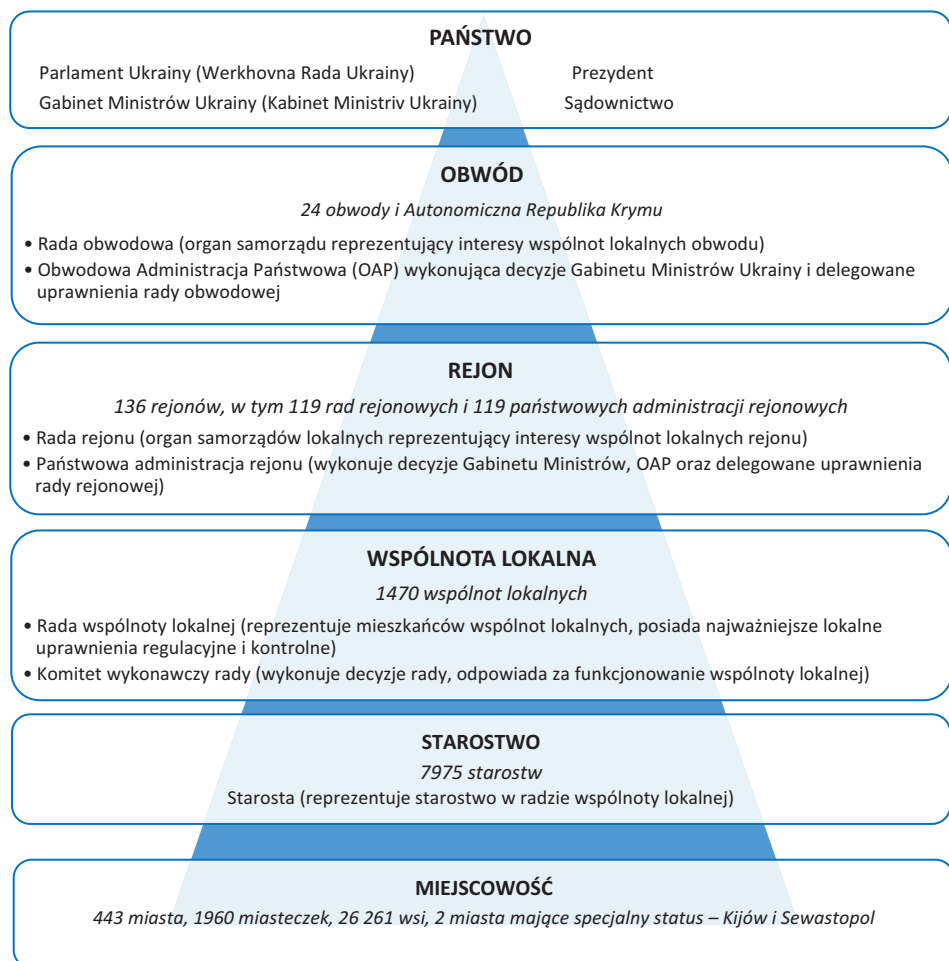 PAŃSTWO
Parlament Ukrainy (Werkhovna Rada Ukrainy) Prezydent
Gabinet Ministrów Ukrainy (Kabinet Ministriv Ukrainy) Sądownictwo
OBWÓD
24 obwody i Autonomiczna Republika Krymu
• Rada obwodowa (organ samorządu reprezentujący interesy wspólnot lokalnych obwodu)
• Obwodowa Administracja Państwowa (OAP) wykonująca decyzje Gabinetu Ministrów Ukrainy i delegowane
uprawnienia rady obwodowej
REJON
136 rejonów, w tym 119 rad rejonowych i 119 państwowych administracji rejonowych
• Rada rejonu (organ samorządów lokalnych reprezentujący interesy wspólnot lokalnych rejonu)
• Państwowa administracja rejonu (wykonuje decyzje Gabinetu Ministrów, OAP oraz delegowane uprawnienia
rady rejonowej)
WSPÓLNOTA LOKALNA
1470 wspólnot lokalnych
• Rada wspólnoty lokalnej (reprezentuje mieszkańców wspólnot lokalnych, posiada najważniejsze lokalne
uprawnienia regulacyjne i kontrolne)
• Komitet wykonawczy rady (wykonuje decyzje rady, odpowiada za funkcjonowanie wspólnoty lokalnej)
STAROSTWO
7975 starostw
Starosta (reprezentuje starostwo w radzie wspólnoty lokalnej)
MIEJSCOWOŚĆ
443 miasta, 1960 miasteczek, 26 261 wsi, 2 miasta mające specjalny status – Kijów i Sewastopol